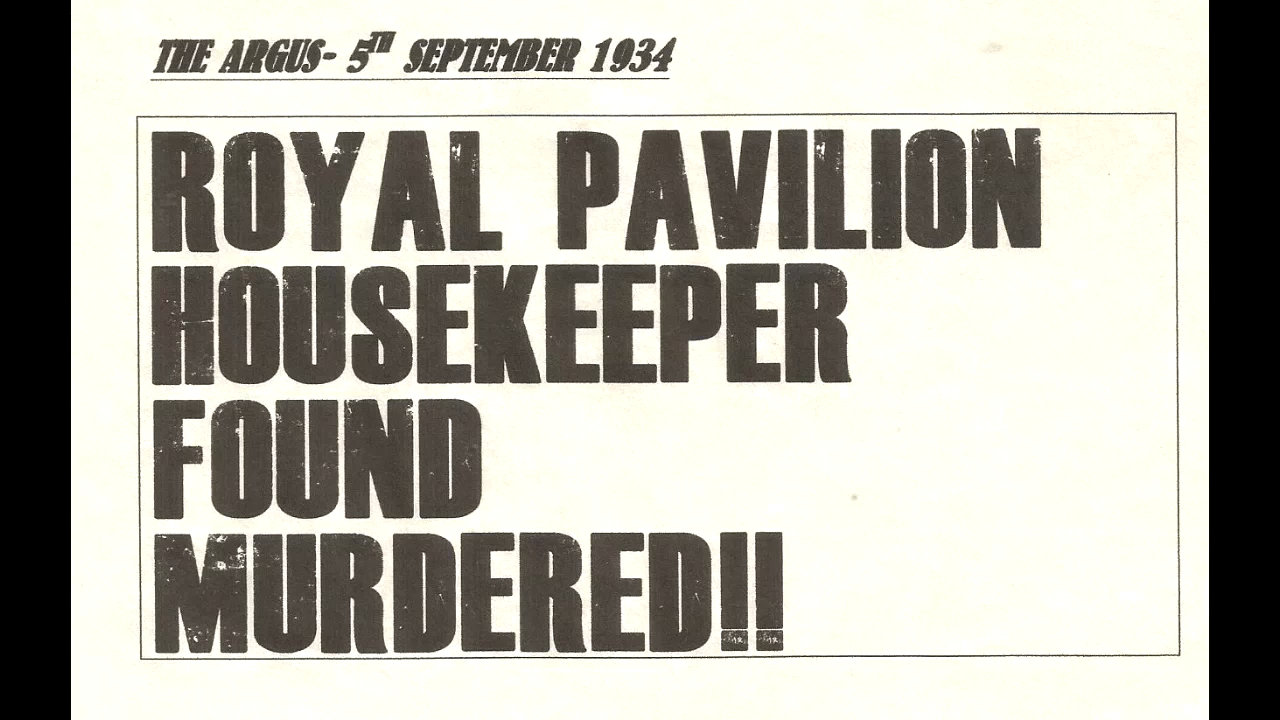 THE ARGUS- 5TH SEPTEMBER 1934
ROYAL PAVILION
HOUSEKEEPER
FOUND
MURDERED!!